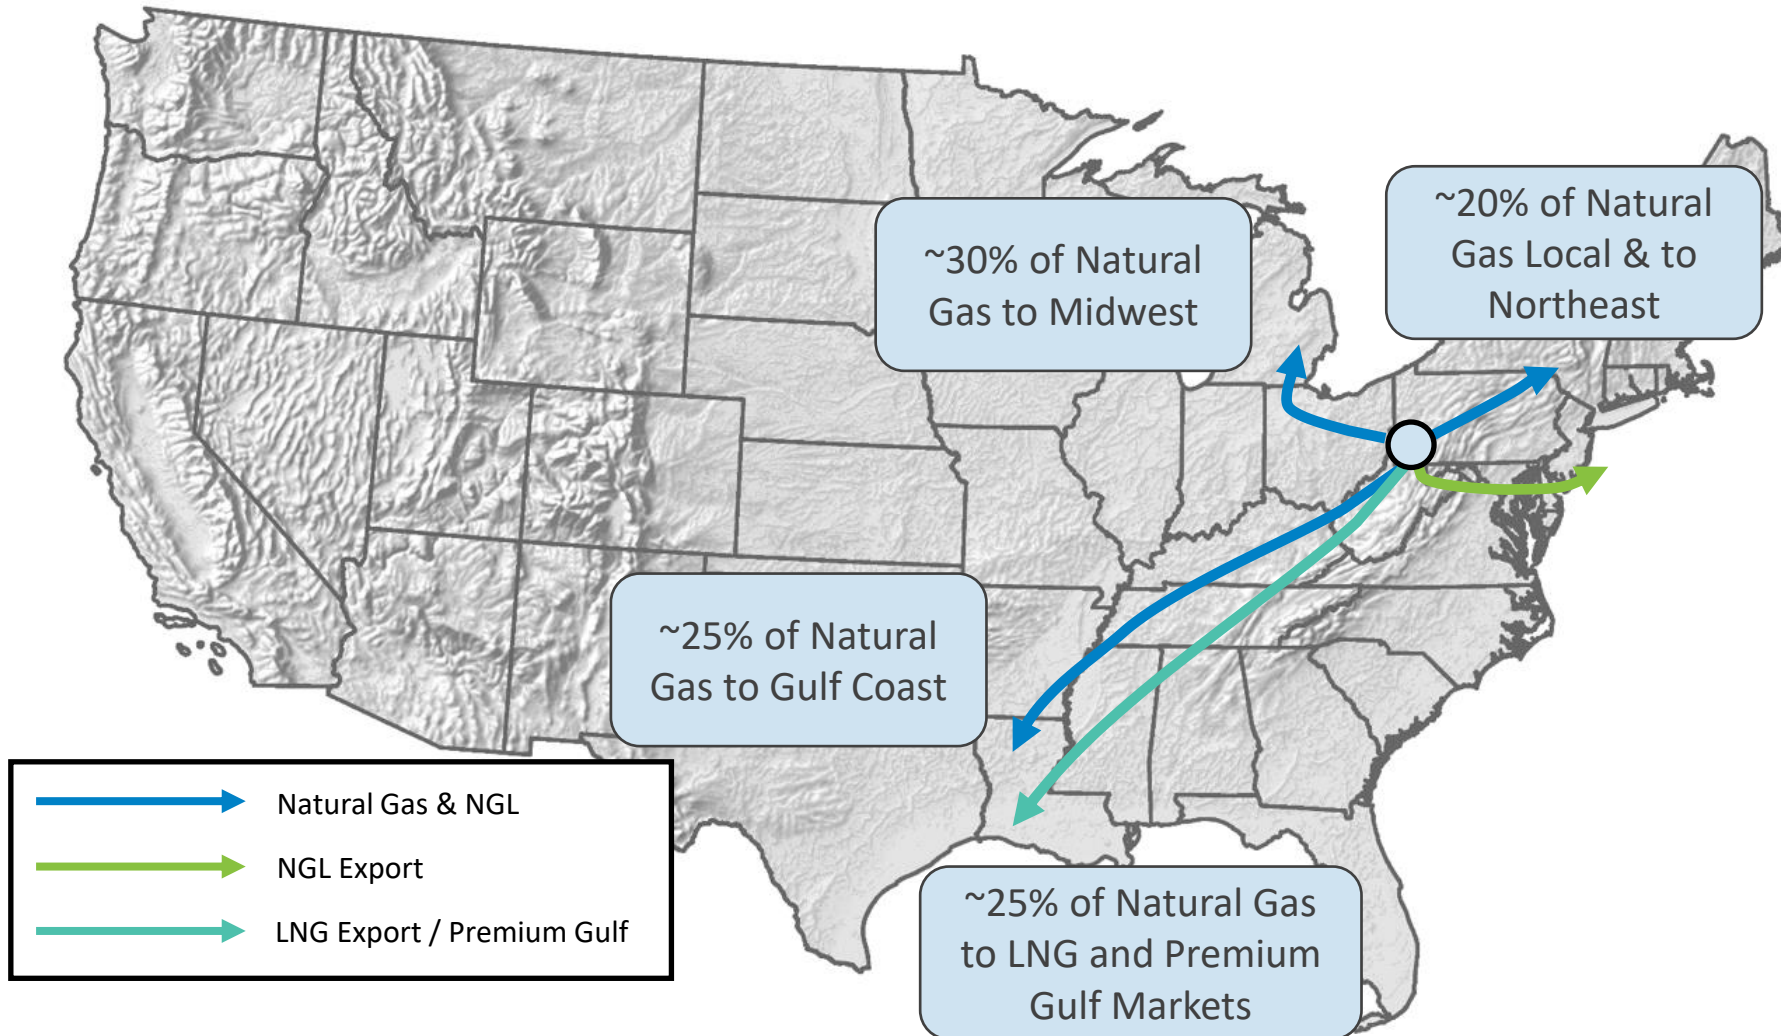 ~30% of Natural
Gas to Midwest
~20% of Natural
Gas Local & to
Northeast
~25% of Natural
Gas to Gulf Coast
~25% of Natural Gas
to LNG and Premium
Gulf Markets
Natural Gas & NGL
NGL Export
LNG Export / Premium Gulf